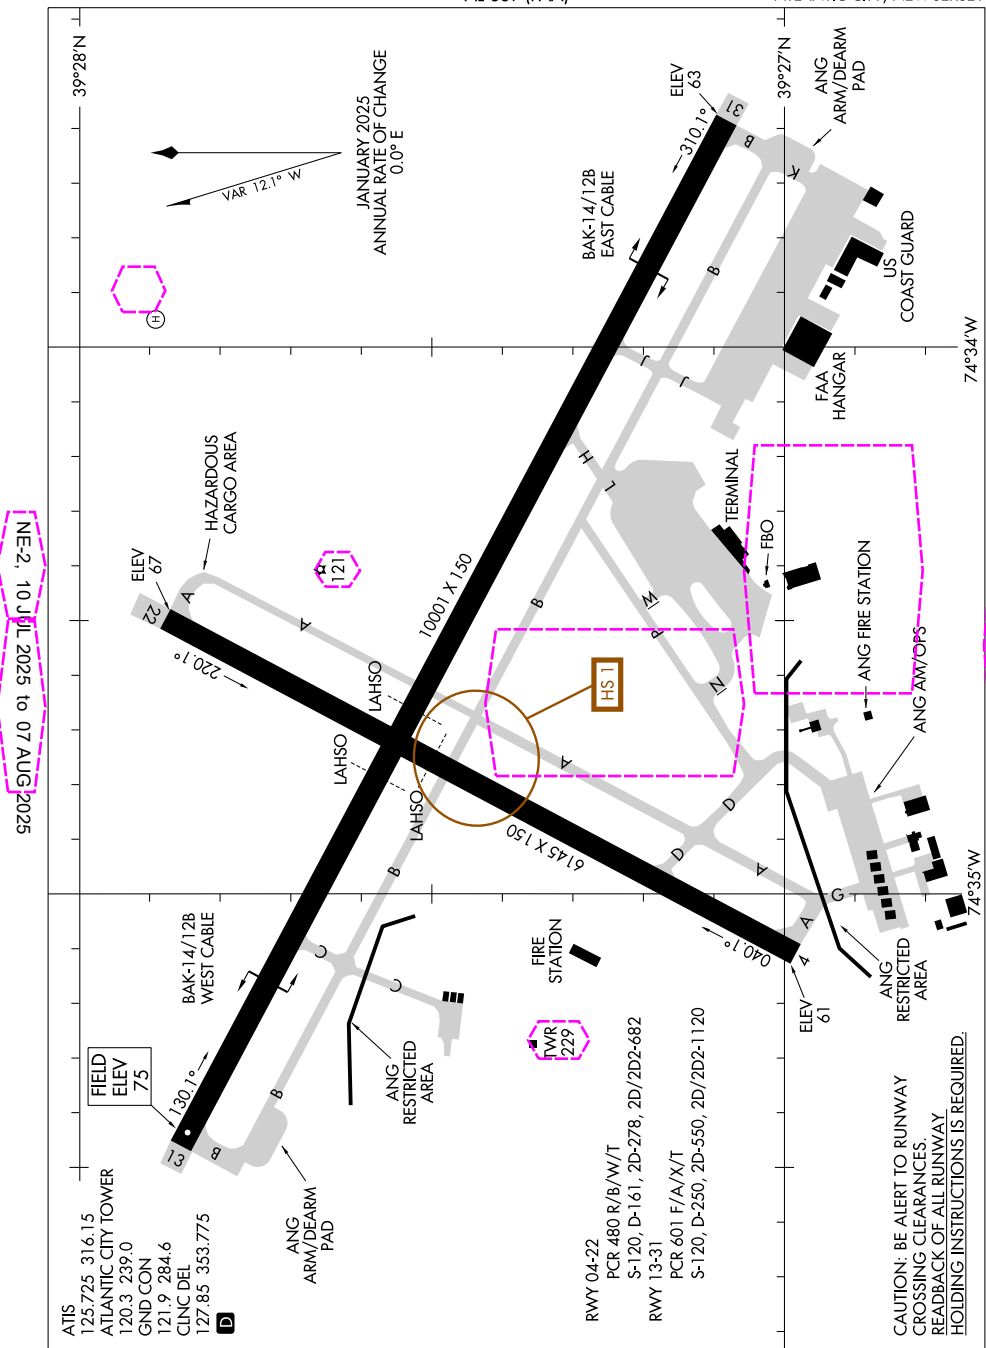 39°28'N
JANUARY 2025
ANNUAL RATE OF CHANGE
0.0° E
VAR 12.1° W
H
ELEV
63
31
310.1°
B
39°27'N
ANG
ARM/DEARM
PAD
K
BAK-14/12B
EAST CABLE
B
US
COAST GUARD
74°34'W
J
J
FAA
HANGAR
HAZARDOUS
CARGO AREA
H
L
TERMINAL
FBO
ELEV
67
22
A
A
220.1°
121
10001 X 150
B
M
P
N
HS 1
ANG FIRE STATION
ANG AM/OPS
LAHSO
LAHSO
LAHSO
A
6145 X 150
D
D
A
B
G
A
4
040.1°
74°35'W
ANG
RESTRICTED
AREA
ELEV
61
BAK-14/12B
WEST CABLE
C
C
FIRE
STATION
TWR
229
ANG
RESTRICTED
AREA
FIELD
ELEV
75
130.1°
13
B
B
ANG
ARM/DEARM
PAD
ATIS
125.725 316.15
ATLANTIC CITY TOWER
120.3 239.0
GND CON
121.9 284.6
CLNC DEL
127.85 353.775
D
RWY 04-22
PCR 480 R/B/W/T
S-120, D-161, 2D-278, 2D/2D2-682
RWY 13-31
PCR 601 F/A/X/T
S-120, D-250, 2D-550, 2D/2D2-1120
CAUTION: BE ALERT TO RUNWAY
CROSSING CLEARANCES.
READBACK OF ALL RUNWAY
HOLDING INSTRUCTIONS IS REQUIRED.
NE-2, 10 JUL 2025 to 07 AUG 2025